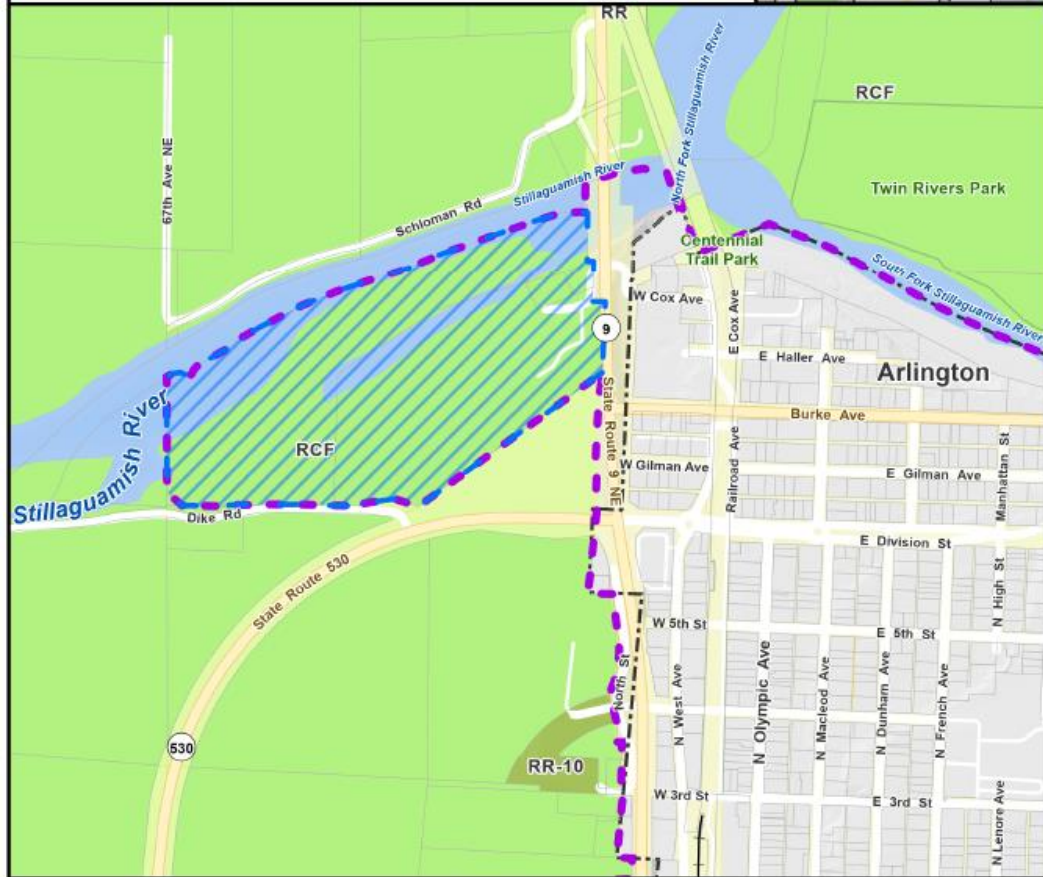 RR
North Fork Stillaguamish River
RCF
67th Ave NE
Stillaguamish River
Twin Rivers Park
Schloman Rd
Centennial
Trail Park
South Fork Stillaguamish River
W Cox Ave
E Cox Ave
9
E Haller Ave
Arlington
State Route 9 NE
Burke Ave
Stillaguamish River
RCF
W Gilman Ave
Railroad Ave
E Gilman Ave
Manhattan St
Dike Rd
E Division St
State Route 530
N High St
W 5th St
E 5th St
North St
N West Ave
N Olympic Ave
N Macleod Ave
N Dunham Ave
N French Ave
530
RR-10
W 3rd St
E 3rd St
N Lenore Ave